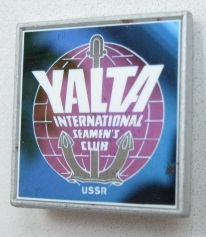 YALTA
INTERNATIONAL
SEAMEN'S
CLUB
USSR